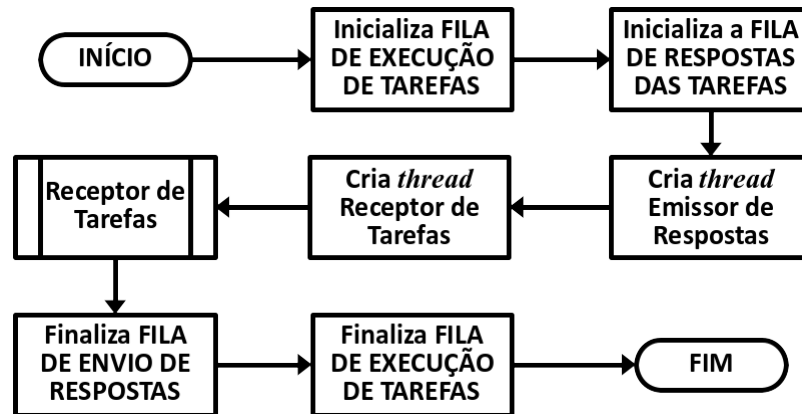 INÍCIO
Inicializa FILA
DE EXECUÇÃO
DE TAREFAS
Inicializa a FILA
DE RESPOSTAS
DAS TAREFAS
Cria thread
Emissor de
Respostas
Cria thread
Receptor de
Tarefas
Receptor de
Tarefas
Finaliza FILA
DE ENVIO DE
RESPOSTAS
Finaliza FILA
DE EXECUÇÃO
DE TAREFAS
FIM